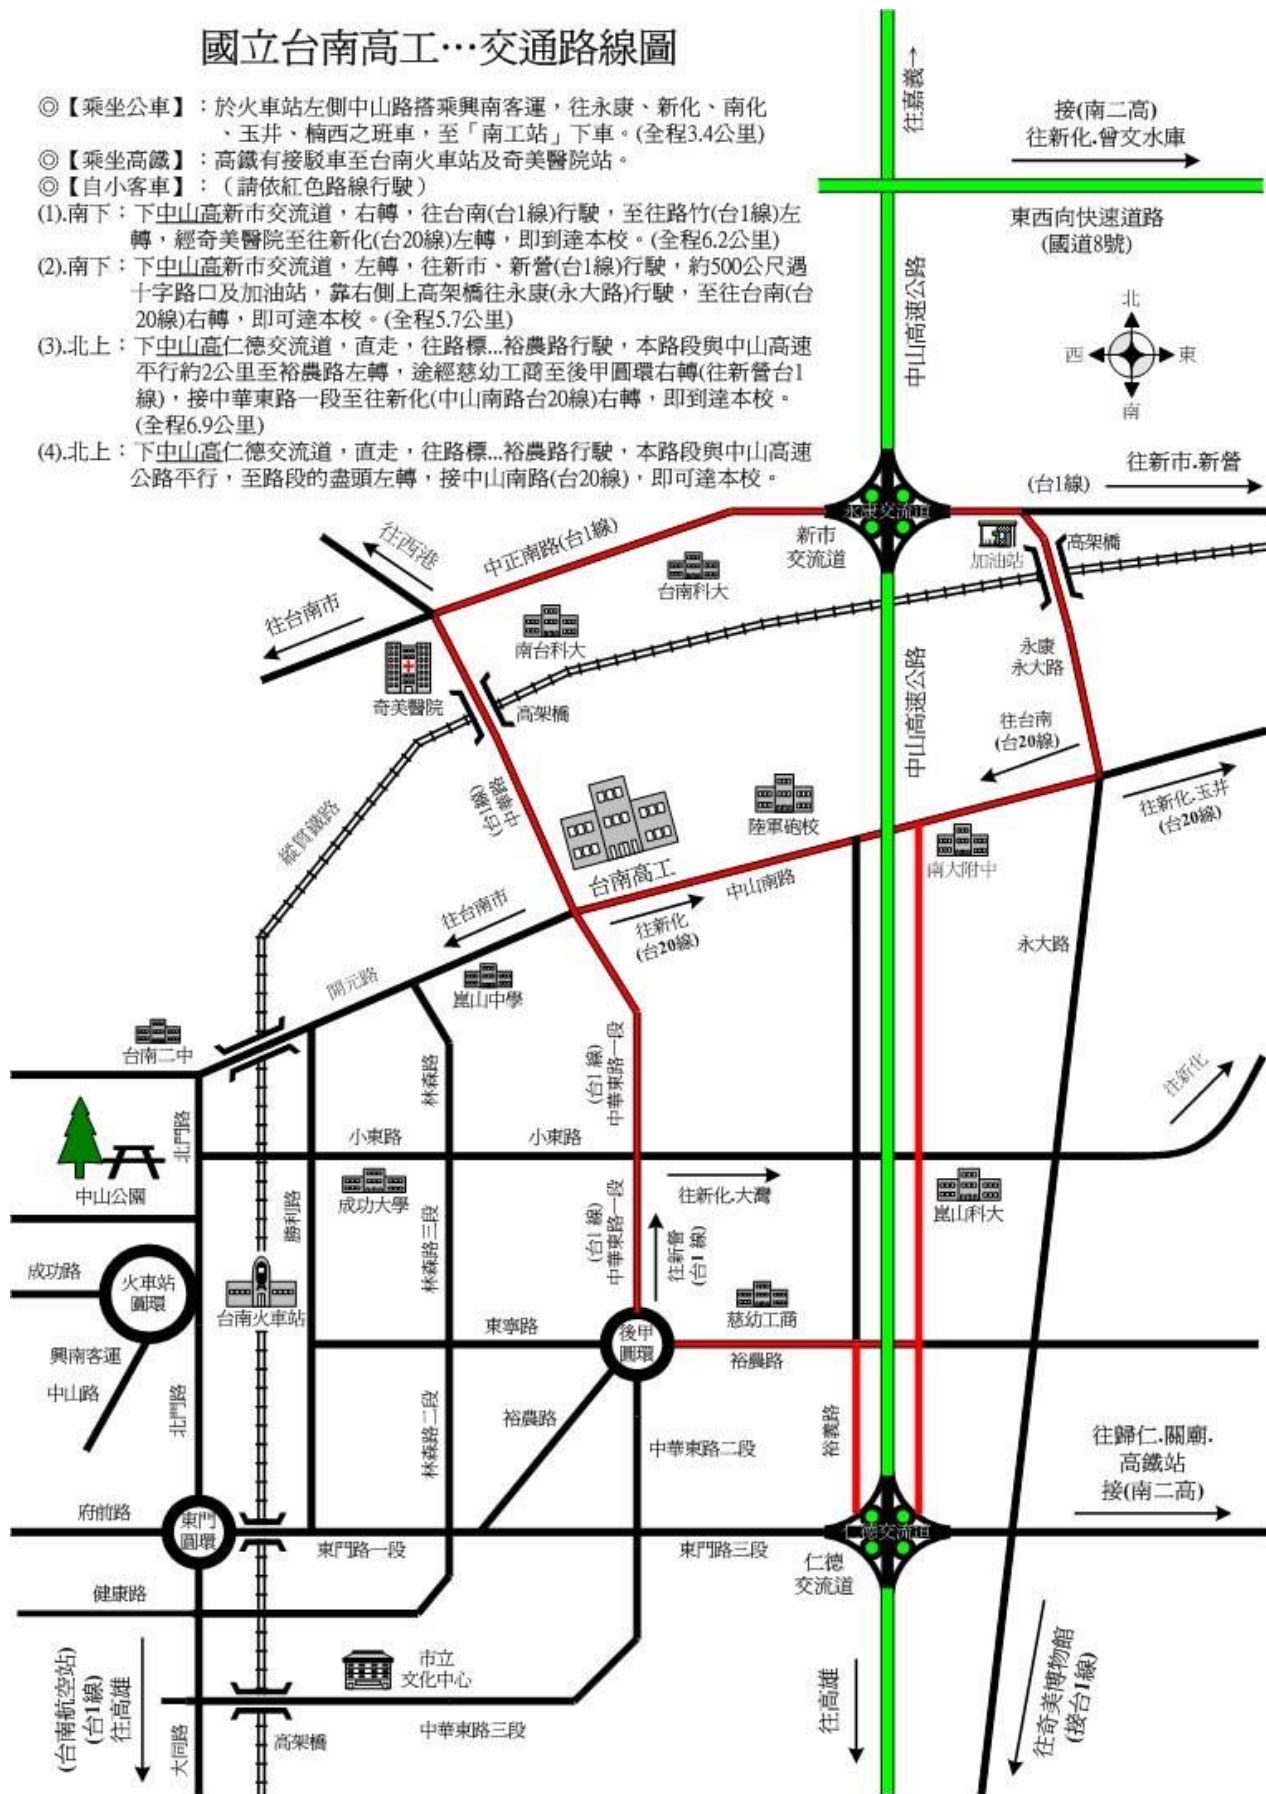 國立台南高工…交通路線圖
◎【乘坐公車】：於火車站左側中山路搭乘興南客運，往永康、新化、南化
、玉井、楠西之班車，至「南工站」下車。(全程3.4公里)
◎【乘坐高鐵】：高鐵有接駁車至台南火車站及奇美醫院站。
◎【自小客車】：（請依紅色路線行駛）
(1).南下：下中山高新市交流道，右轉，往台南(台1線)行駛，至往路竹(台1線)左
轉，經奇美醫院至往新化(台20線)左轉，即到達本校。(全程6.2公里)
(2).南下：下中山高新市交流道，左轉，往新市、新營(台1線)行駛，約500公尺遇
十字路口及加油站，靠右側上高架橋往永康(永大路)行駛，至往台南(台
20線)右轉，即可達本校。(全程5.7公里)
(3).北上：下中山高仁德交流道，直走，往路標...裕農路行駛，本路段與中山高速
平行約2公里至裕農路左轉，途經慈幼工商至後甲圓環右轉(往新營台1
線)，接中華東路一段至往新化(中山南路台20線)右轉，即到達本校。
(全程6.9公里)
(4).北上：下中山高仁德交流道，直走，往路標...裕農路行駛，本路段與中山高速
公路平行，至路段的盡頭左轉，接中山南路(台20線)，即可達本校。
往嘉義→
接(南二高)
往新化.曾文水庫
東西向快速道路
(國道8號)
中山高速公路
北
西
東
南
往新市.新營
(台1線)
永康交流道
新市
交流道
加油站
高架橋
往西港
中正南路(台1線)
台南科大
往台南市
南台科大
奇美醫院
高架橋
永康
永大路
中山高速公路
往台南
(台20線)
往新化.玉井
(台20線)
中華路
(台1線)
縱貫鐵路
陸軍砲校
南大附中
台南高工
中山南路
往台南市
往新化
(台20線)
永大路
開元路
崑山中學
台南二中
林森路
(台1 線)
中華東路一段
往新化
北門路
小東路
小東路
中山公園
成功大學
往新化.大灣
崑山科大
勝利路
林森路三段
(台1 線)
中華東路一段
往新營
(台1 線)
成功路
火車站
圓環
台南火車站
慈幼工商
東寧路
後甲
圓環
裕農路
興南客運
中山路
北門路
林森路二段
裕農路
中華東路二段
裕義路
往歸仁.關廟.
高鐵站
接(南二高)
府前路
東門
圓環
東門路一段
東門路三段
仁德交流道
仁德
交流道
健康路
市立
文化中心
(台南航空站)
(台1線)
往高雄
大同路
高架橋
中華東路三段
往高雄
往奇美博物館
(接台1線)